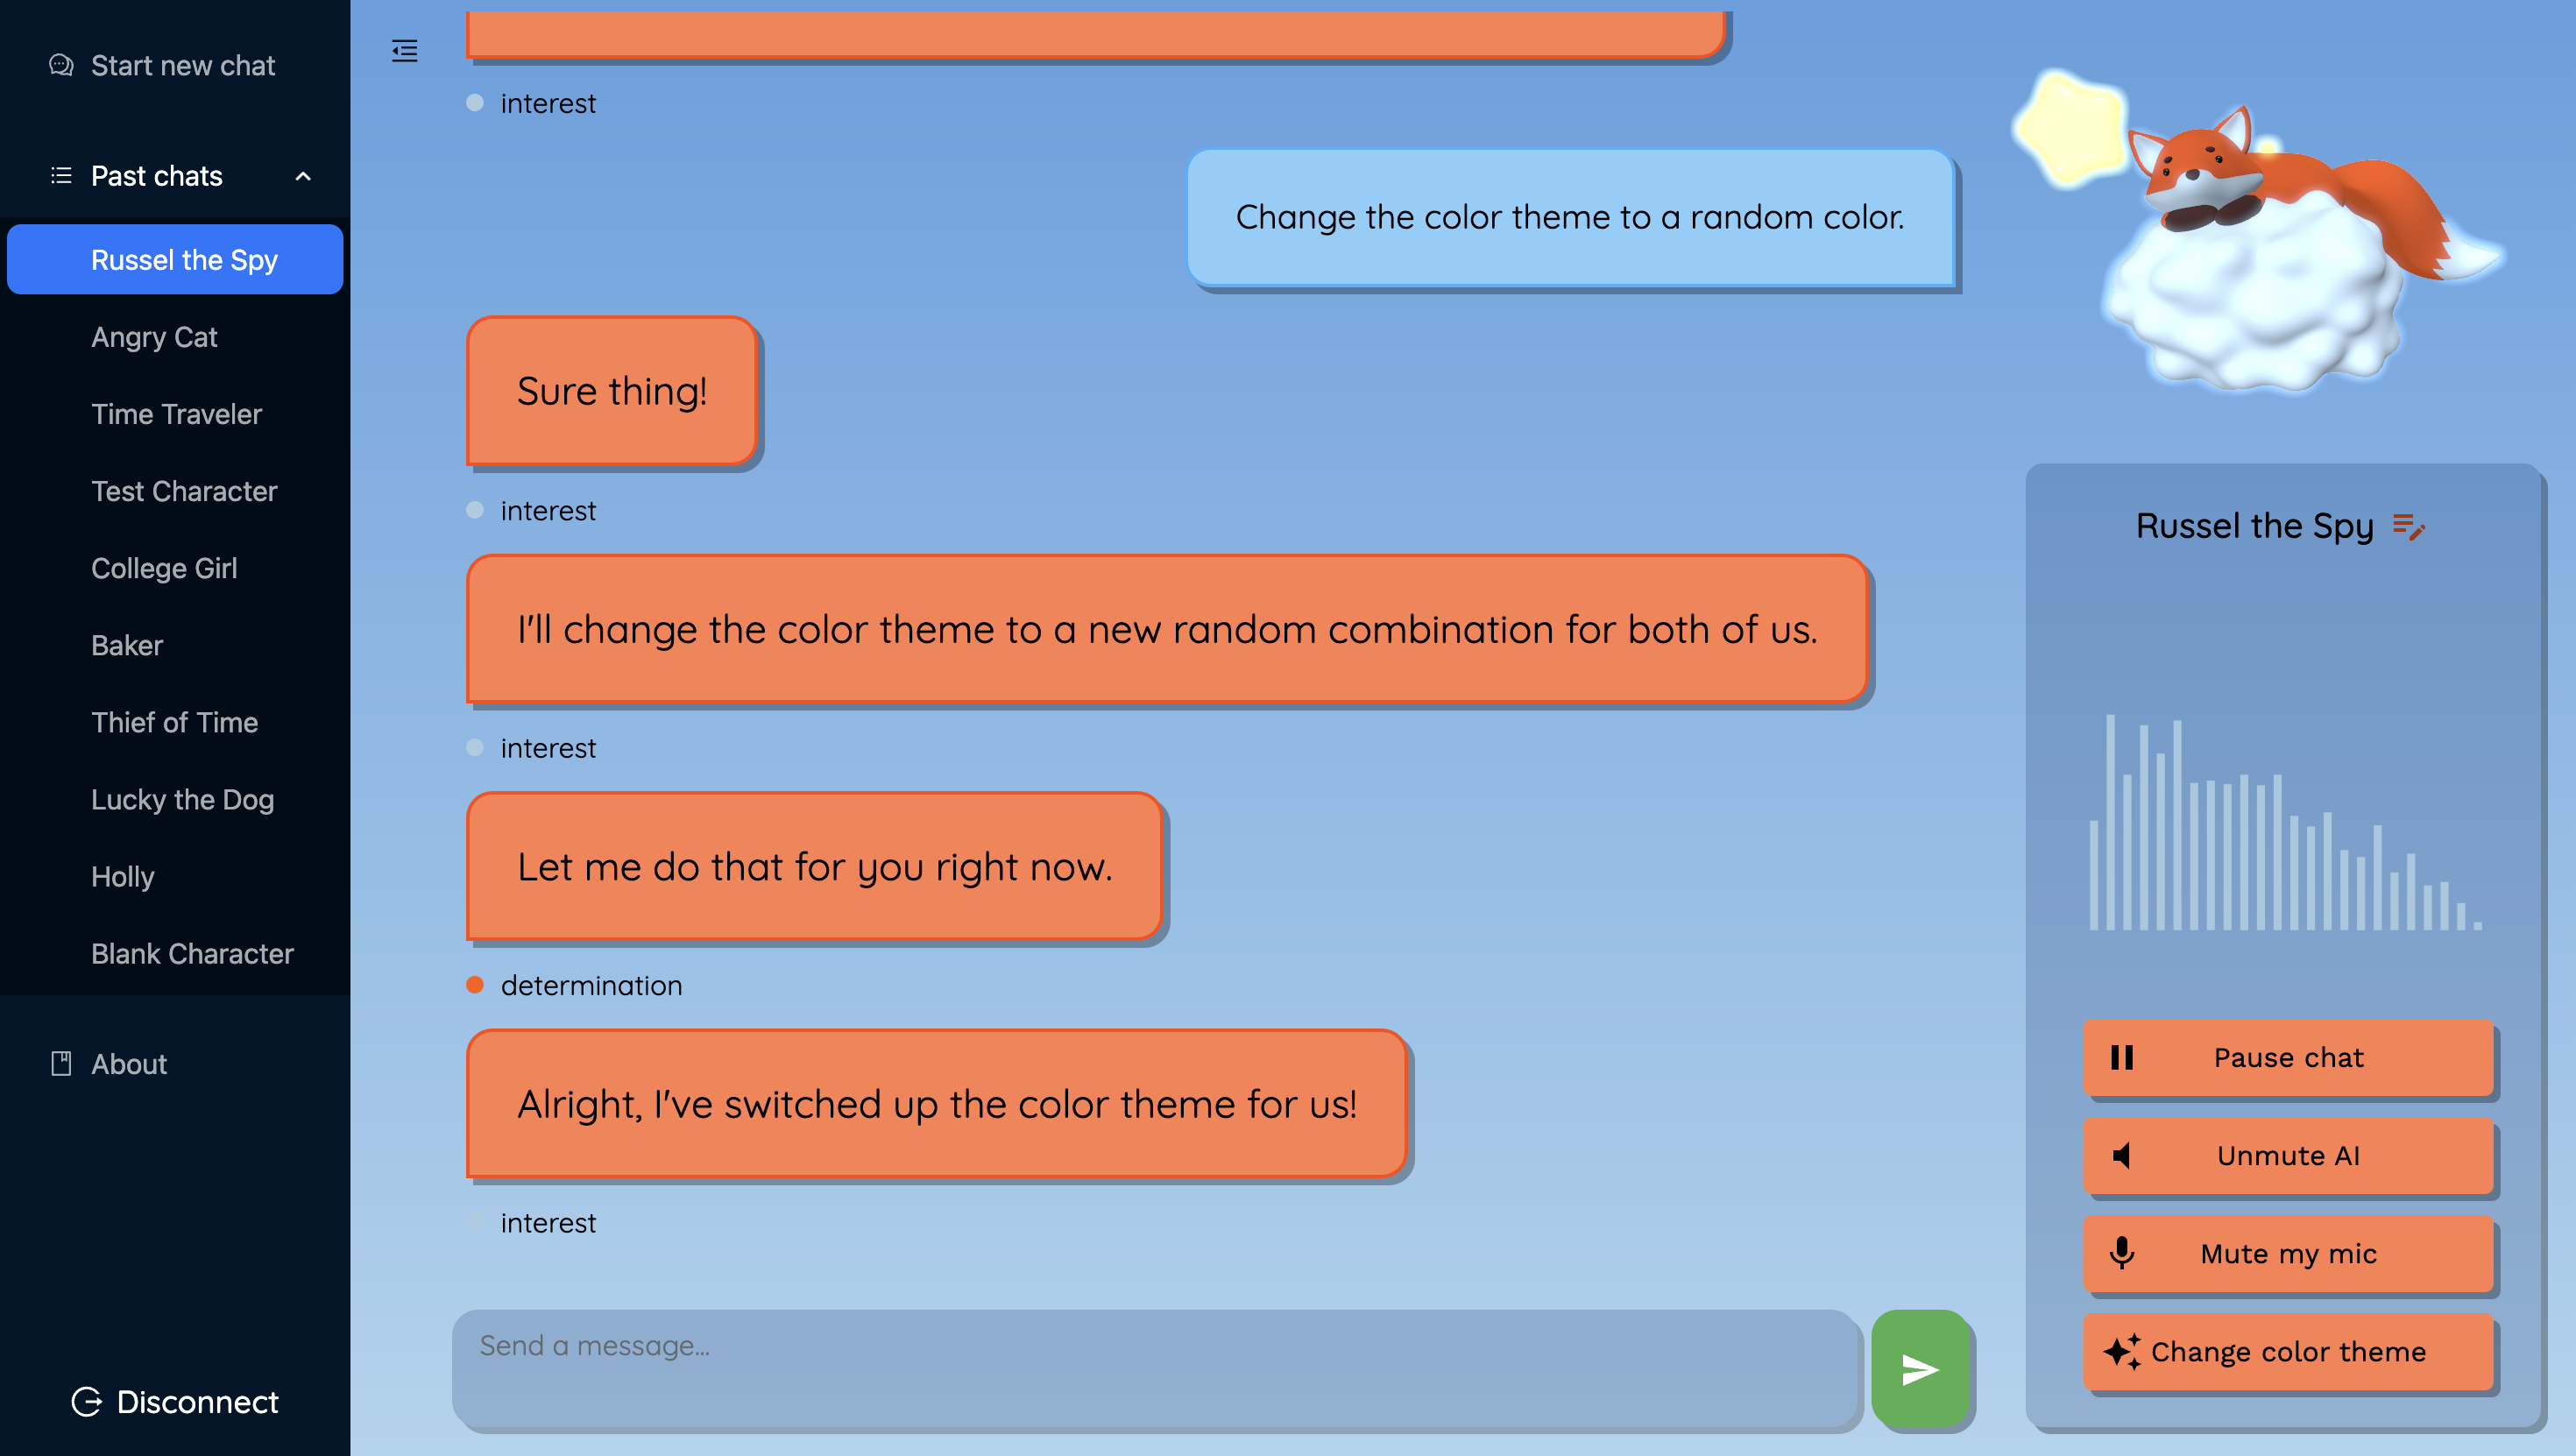 Start new chat
Past chats
Russel the Spy
Angry Cat
Time Traveler
Test Character
College Girl
Baker
Thief of Time
Lucky the Dog
Holly
Blank Character
About
Disconnect
interest
Change the color theme to a random color.
Sure thing!
interest
I'll change the color theme to a new random combination for both of us.
interest
Let me do that for you right now.
determination
Alright, I've switched up the color theme for us!
interest
Send a message...
Russel the Spy
Pause chat
Unmute AI
Mute my mic
Change color theme